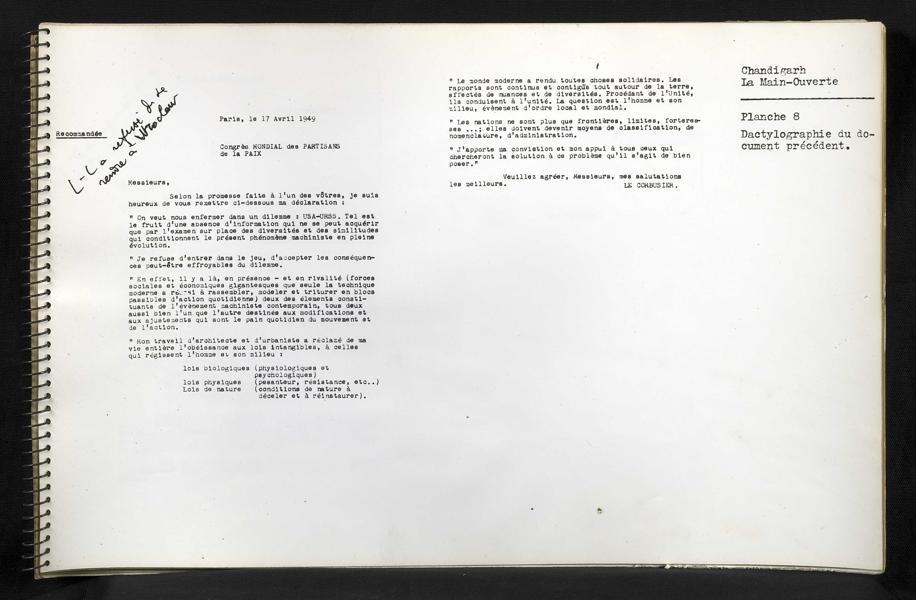 L-C a refusé de
rendre à Wroclaw
Recommandée
Paris, le 17 Avril 1949
Congrès MONDIAL des PARTISANS
de la PAIX
Messieurs,
Selon la promesse faite à l'un des vôtres, je suis
heureux de vous remettre ci-dessous ma déclaration :
" On veut nous enfermer dans un dilemme : USA-URSS. Tel est
le fruit d'une absence d'information qui ne se peut acquérir
que par l'examen sur place des diversités et des similitudes
qui conditionnent le présent phénomène machiniste en pleine
évolution.
" Je refuse d'entrer dans le jeu, d'accepter les conséquen-
ces peut-être effroyables du dilemme.
" En effet, il y a là, en présence - et en rivalité (forces
sociales et économiques gigantesques que seule la technique
moderne a réussi à rassembler, modeler et triturer en blocs
passibles d'action quotidienne) deux des élements consti-
tuants de l'évènement machiniste contemporain, tous deux
aussi bien l'un que l'autre destinés aux modifications et
aux ajustements qui sont le pain quotidien du mouvement et
de l'action.
" Mon travail d'architecte et d'urbaniste a réclamé de ma
vie entière l'obéissance aux lois intangibles, à celles
qui régissent l'homme et son milieu :
lois biologiques (physiologiques et
psychologiques)
lois physiques (pesanteur, résistance, etc..)
Lois de nature (conditions de nature à
déceler et à réinstaurer).
" Le monde moderne a rendu toutes choses solidaires. Les
rapports sont continus et contigüs tout autour de la terre,
affectés de nuances et de diversités. Procédant de l'Unité,
ils conduisent à l'unité. La question est l'homme et son
milieu, évènement d'ordre local et mondial.
" Les nations ne sont plus que frontières, limites, forteres-
ses ...; elles doivent devenir moyens de classification, de
nomenclature, d'administration.
" J'apporte ma conviction et mon appui à tous ceux qui
chercheront la solution à ce problème qu'il s'agit de bien
poser."
Veuillez agréer, Messieurs, mes salutations
les meilleurs. LE CORBUSIER.
Chandigarh
La Main-Ouverte
Planche 8
Dactylographie du do-
cument précédent.